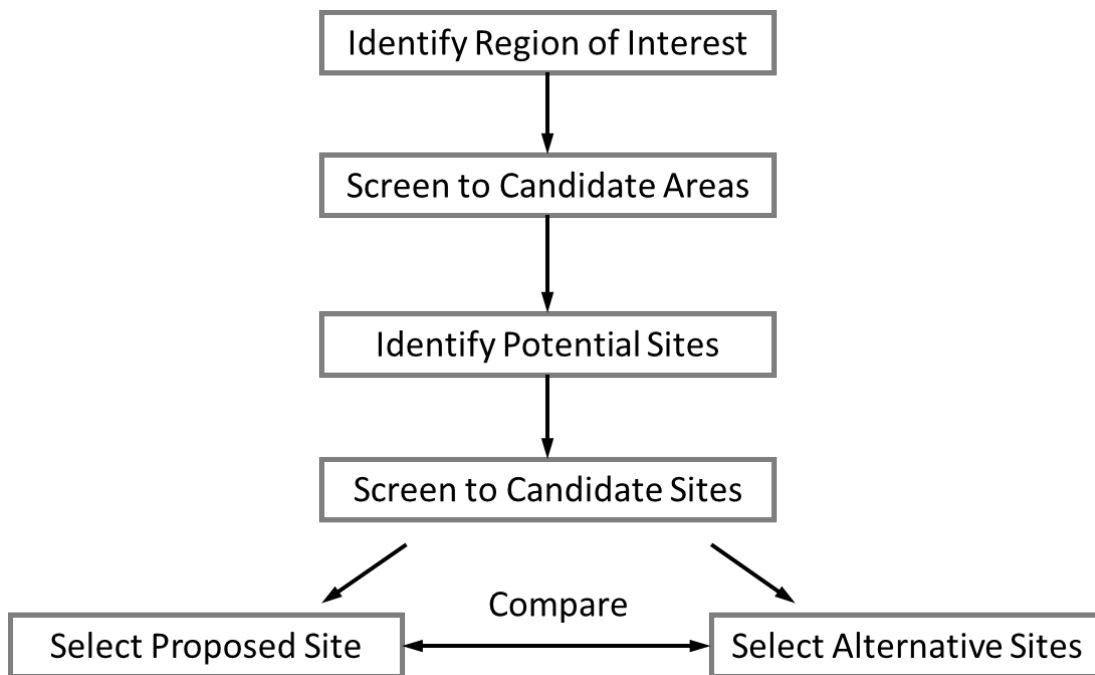 Identify Region of Interest
Screen to Candidate Areas
Identify Potential Sites
Screen to Candidate Sites
Compare
Select Proposed Site
Select Alternative Sites